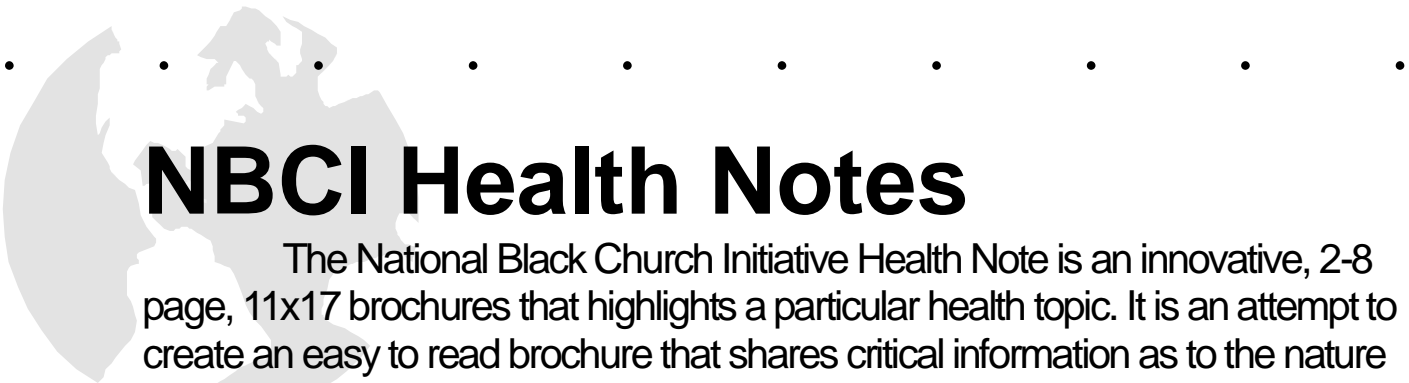 NBCI Health Notes
The National Black Church Initiative Health Note is an innovative, 2-8
page, 11x17 brochures that highlights a particular health topic. It is an attempt to
create an easy to read brochure that shares critical information as to the nature